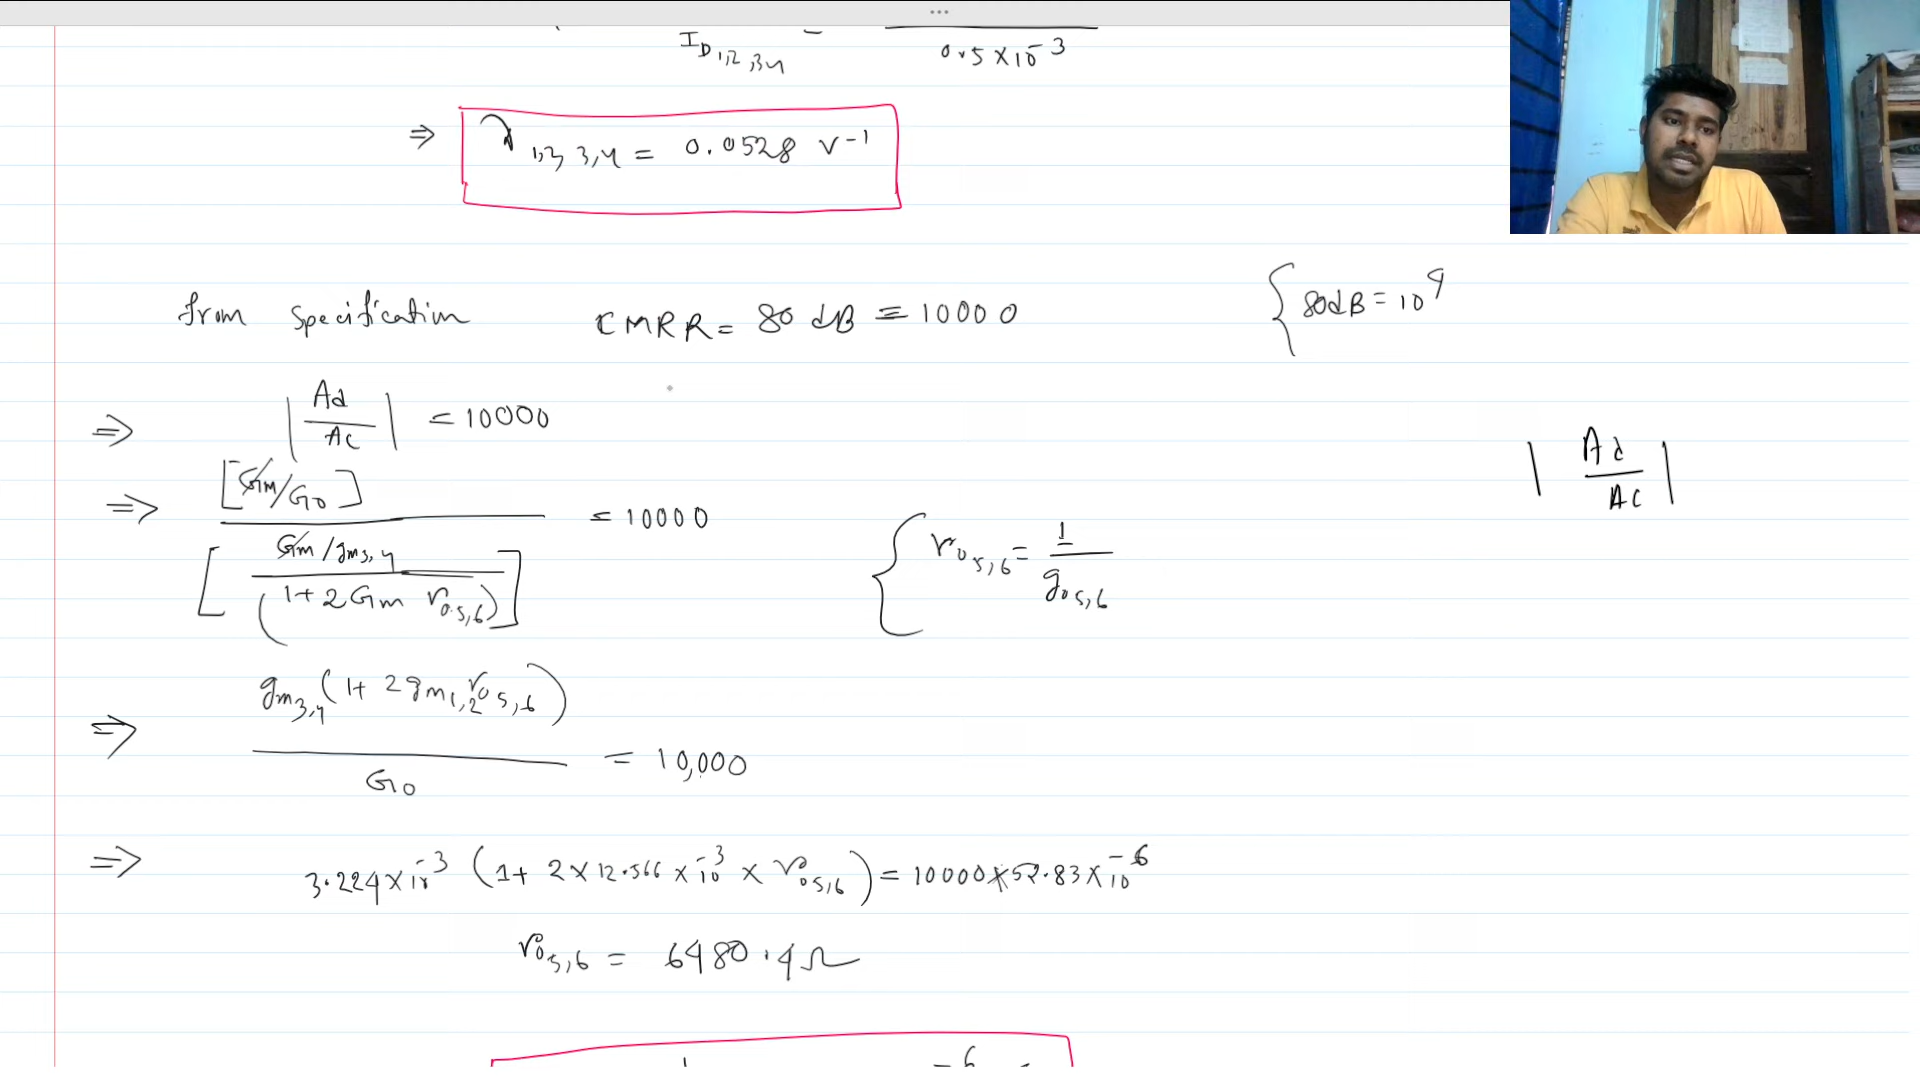 I_D1,2,3,4 = 0.5 × 10^-3
⇒ λ_1,2,3,4 = 0.0528 V^-1
from specification CMRR = 80 dB = 10000 { 80dB = 10^4
⇒ | Ad / Ac | = 10000
| Ad / Ac |
⇒ [Gm/Go] / [ Gm/gm3,4 / (1+2Gm ro5,6) ] = 10000 { ro5,6 = 1 / go5,6
⇒ gm3,4 (1+ 2gm1,2 ro5,6) / Go = 10,000
⇒ 3.224 × 10^-3 (1+ 2×12.566 × 10^-3 × ro5,6) = 10000 × 52.83 × 10^-6
ro5,6 = 6480.4 Ω